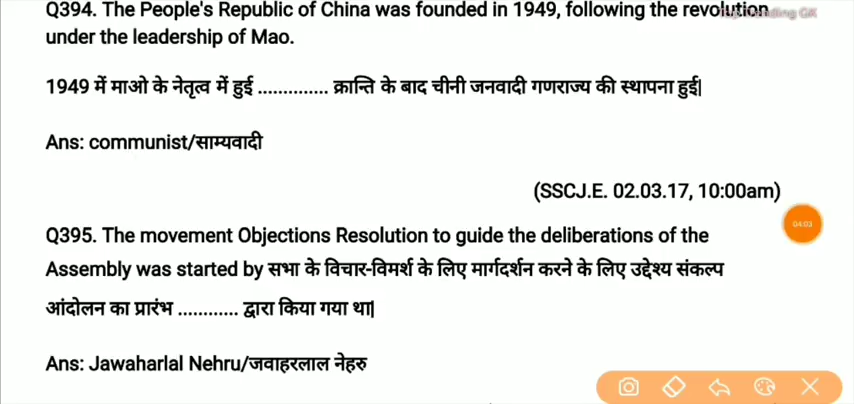 Q394. The People's Republic of China was founded in 1949, following the revolution
under the leadership of Mao.
1949 में माओ के नेतृत्व में हुई .............. क्रान्ति के बाद चीनी जनवादी गणराज्य की स्थापना हुई|
Ans: communist/साम्यवादी
(SSCJ.E. 02.03.17, 10:00am)
04:03
Q395. The movement Objections Resolution to guide the deliberations of the
Assembly was started by सभा के विचार-विमर्श के लिए मार्गदर्शन करने के लिए उद्देश्य संकल्प
आंदोलन का प्रारंभ ............ द्वारा किया गया था|
Ans: Jawaharlal Nehru/जवाहरलाल नेहरु